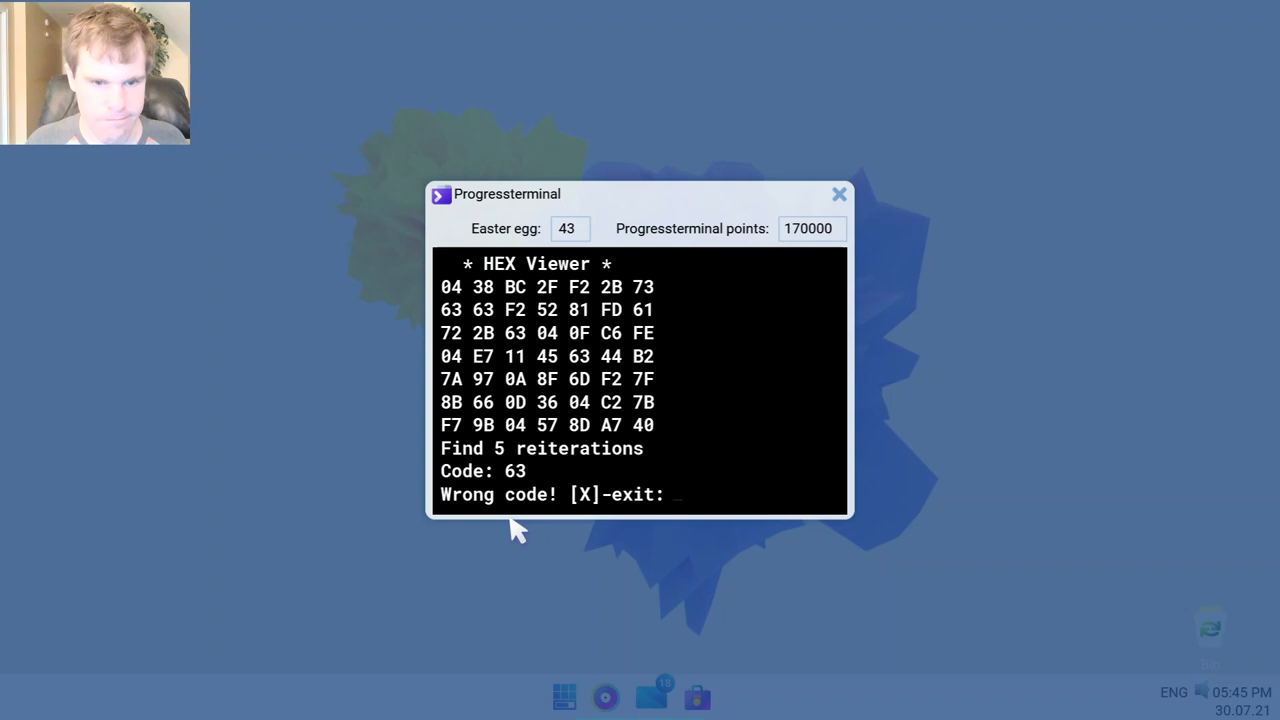 Progressterminal
Easter egg: 43 Progressterminal points: 170000
* HEX Viewer *
04 38 BC 2F F2 2B 73
63 63 F2 52 81 FD 61
72 2B 63 04 0F C6 FE
04 E7 11 45 63 44 B2
7A 97 0A 8F 6D F2 7F
8B 66 0D 36 04 C2 7B
F7 9B 04 57 8D A7 40
Find 5 reiterations
Code: 63
Wrong code! [X]-exit: _
Bin
18
ENG 05:45 PM
30.07.21